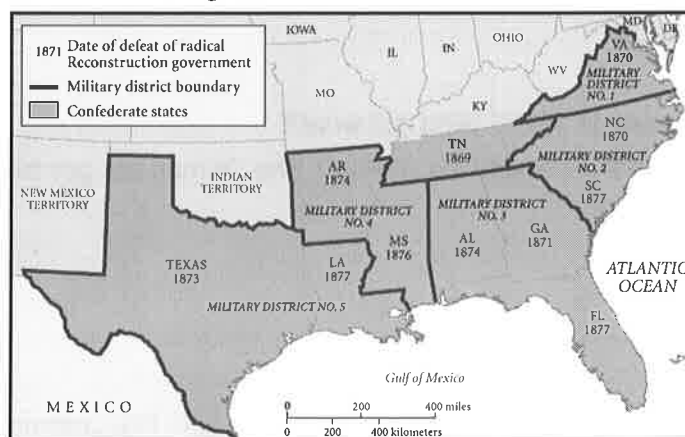 1871 Date of defeat of radical
Reconstruction government
Military district boundary
Confederate states
IOWA
IL
IN
OHIO
MD
DE
WV
VA
1870
MILITARY
DISTRICT
NO. 1
MO
KY
NC
1870
TN
1869
MILITARY
DISTRICT
NO. 2
SC
1877
NEW MEXICO
TERRITORY
INDIAN
TERRITORY
AR
1874
MILITARY DISTRICT
NO. 4
MS
1876
MILITARY DISTRICT
NO. 3
AL
1874
GA
1871
TEXAS
1873
LA
1877
MILITARY DISTRICT NO. 5
ATLANTIC
OCEAN
FL
1877
Gulf of Mexico
MEXICO
0 200 400 miles
0 200 400 kilometers